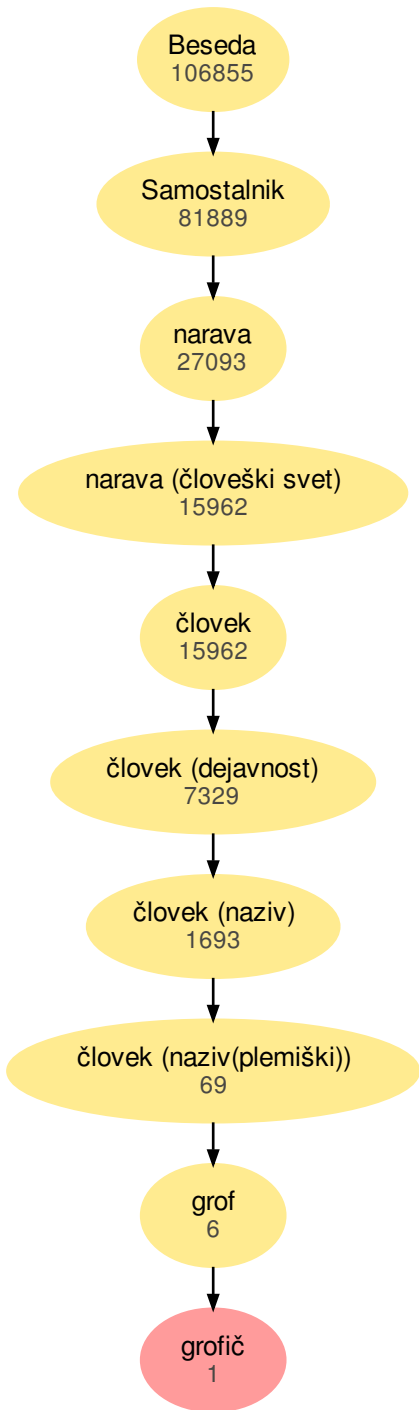 Beseda
106855
Samostalnik
81889
narava
27093
narava (človeški svet)
15962
človek
15962
človek (dejavnost)
7329
človek (naziv)
1693
človek (naziv(plemiški))
69
grof
6
grofič
1